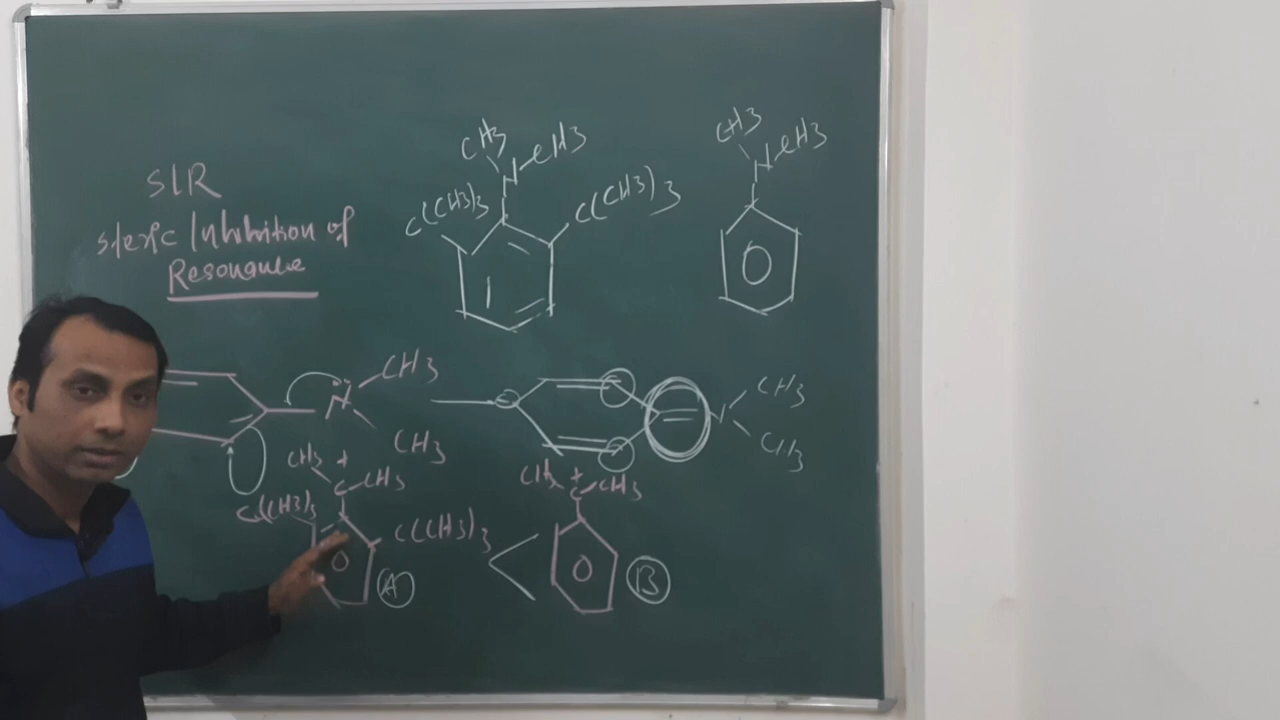 SIR
Steric Inhibition of
Resonance
CH3
N CH3
C(CH3)3
C(CH3)3
CH3
N CH3
CH3
N
CH3
CH3
N
CH3
CH3 +
C CH3
C(CH3)3
C(CH3)3
A
<
CH3 +
C CH3
B